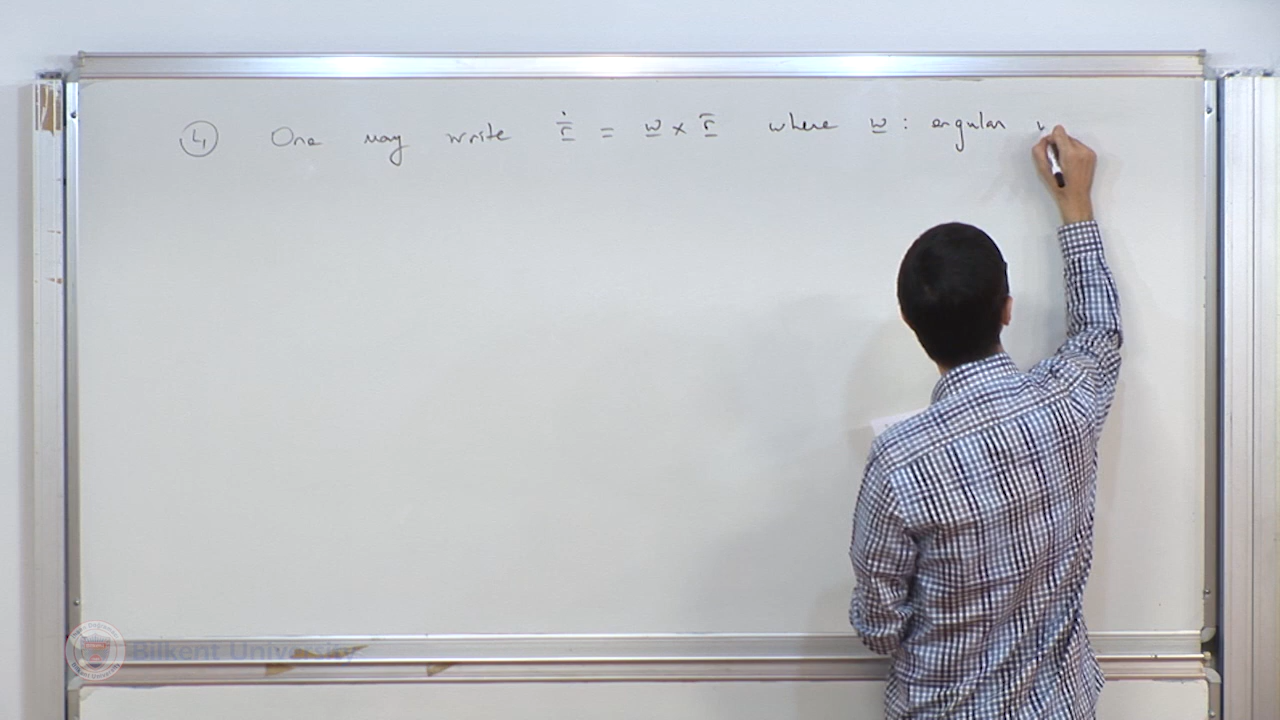 ④ One may write ṙ̲ = w̲ × r̲ where w̲ : angular v
Bilkent University